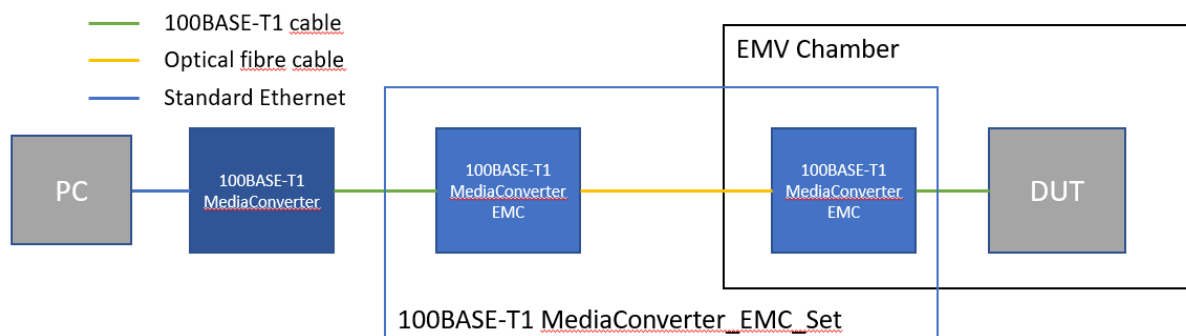 100BASE-T1 cable
Optical fibre cable
Standard Ethernet
EMV Chamber
PC
100BASE-T1
MediaConverter
100BASE-T1
MediaConverter
EMC
100BASE-T1
MediaConverter
EMC
DUT
100BASE-T1 MediaConverter_EMC_Set